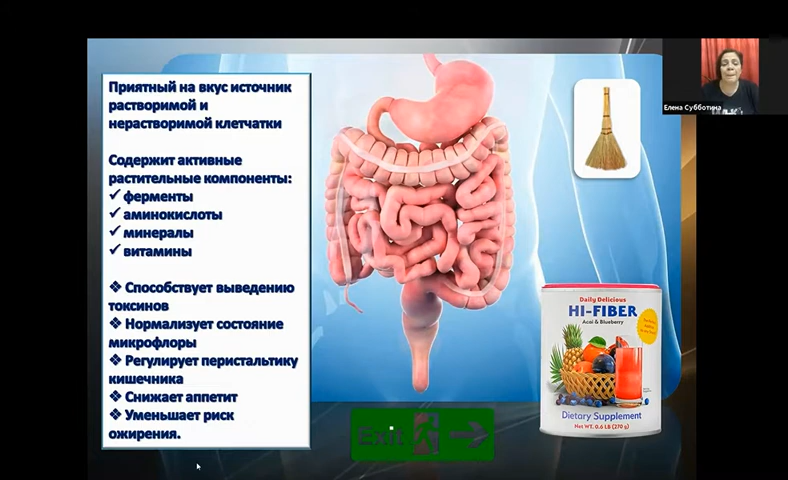 Приятный на вкус источник
растворимой и
нерастворимой клетчатки
Содержит активные
растительные компоненты:
✓ ферменты
✓ аминокислоты
✓ минералы
✓ витамины
❖ Способствует выведению
токсинов
❖ Нормализует состояние
микрофлоры
❖ Регулирует перистальтику
кишечника
❖ Снижает аппетит
❖ Уменьшает риск
ожирения.
Елена Субботина
Daily Delicious
HI-FIBER
Acai & Blueberry
Dietary Supplement
Net WT. 0.6 LB (270 g)
Exit